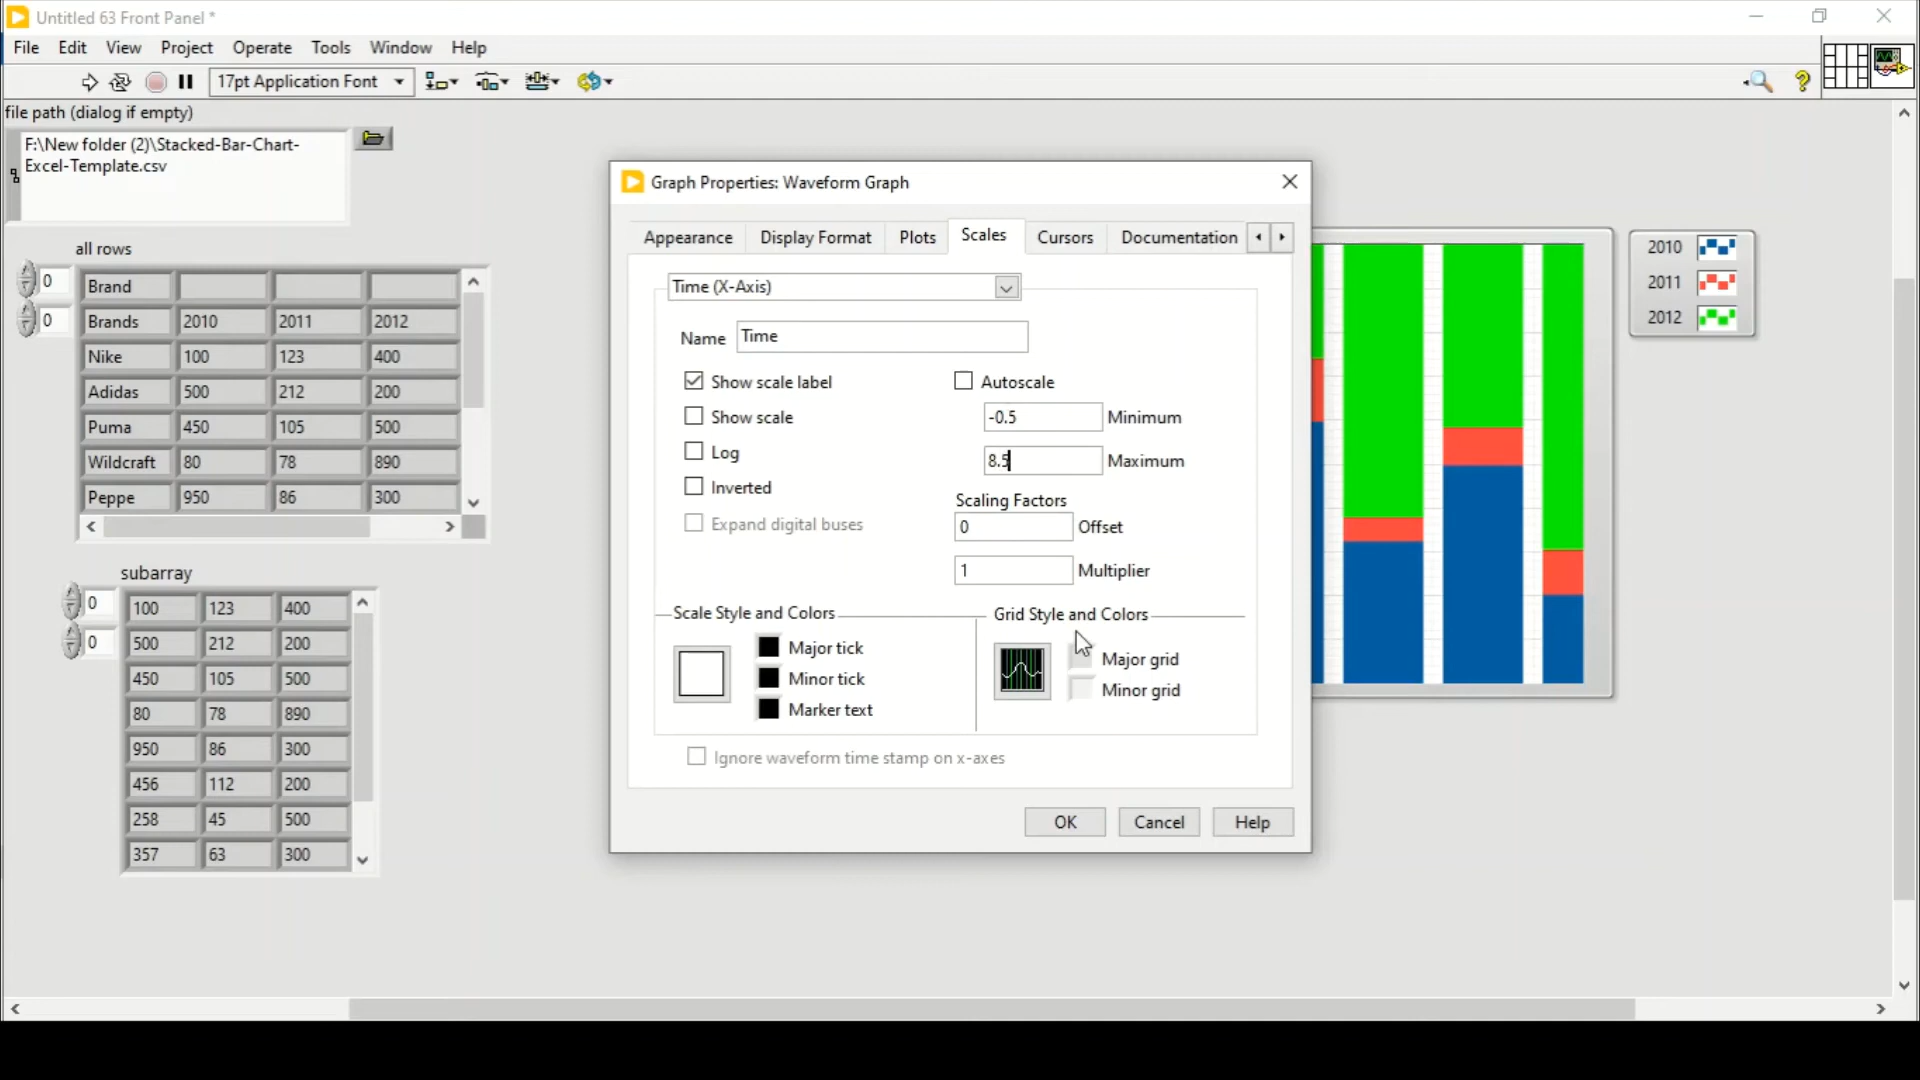 Untitled 63 Front Panel *
File Edit View Project Operate Tools Window Help
17pt Application Font
file path (dialog if empty)
F:\New folder (2)\Stacked-Bar-Chart-
Excel-Template.csv
all rows
0
0
Brand
Brands 2010 2011 2012
Nike 100 123 400
Adidas 500 212 200
Puma 450 105 500
Wildcraft 80 78 890
Peppe 950 86 300
subarray
0
0
100 123 400
500 212 200
450 105 500
80 78 890
950 86 300
456 112 200
258 45 500
357 63 300
Graph Properties: Waveform Graph
Appearance Display Format Plots Scales Cursors Documentation
Time (X-Axis)
Name Time
Show scale label
Show scale
Log
Inverted
Expand digital buses
Autoscale
-0.5 Minimum
8.5 Maximum
Scaling Factors
0 Offset
1 Multiplier
Scale Style and Colors
Major tick
Minor tick
Marker text
Grid Style and Colors
Major grid
Minor grid
Ignore waveform time stamp on x-axes
OK Cancel Help
2010
2011
2012